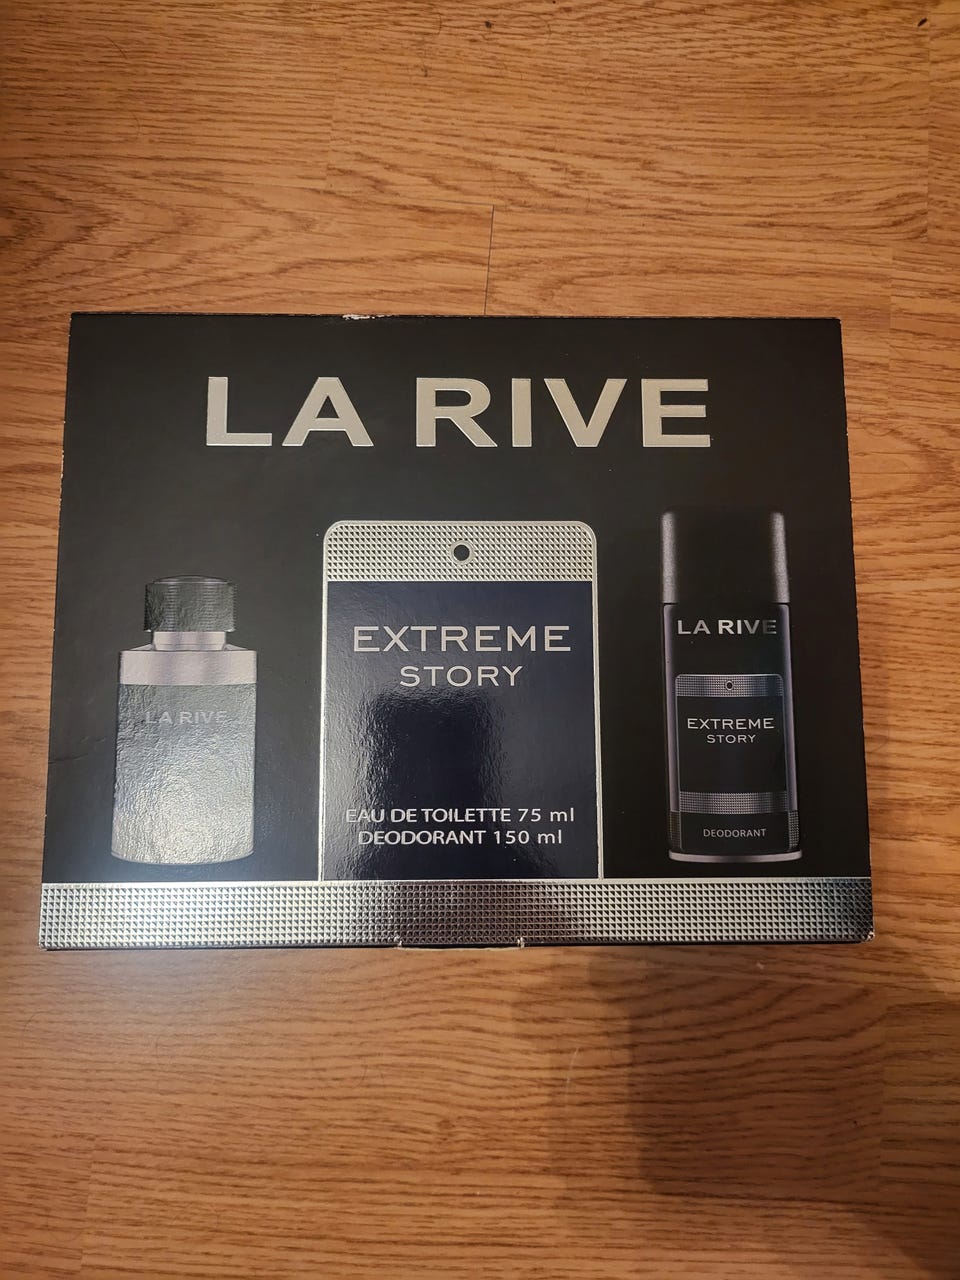 LA RIVE
EXTREME
STORY
EAU DE TOILETTE 75 ml
DEODORANT 150 ml
LA RIVE
LA RIVE
EXTREME
STORY
DEODORANT